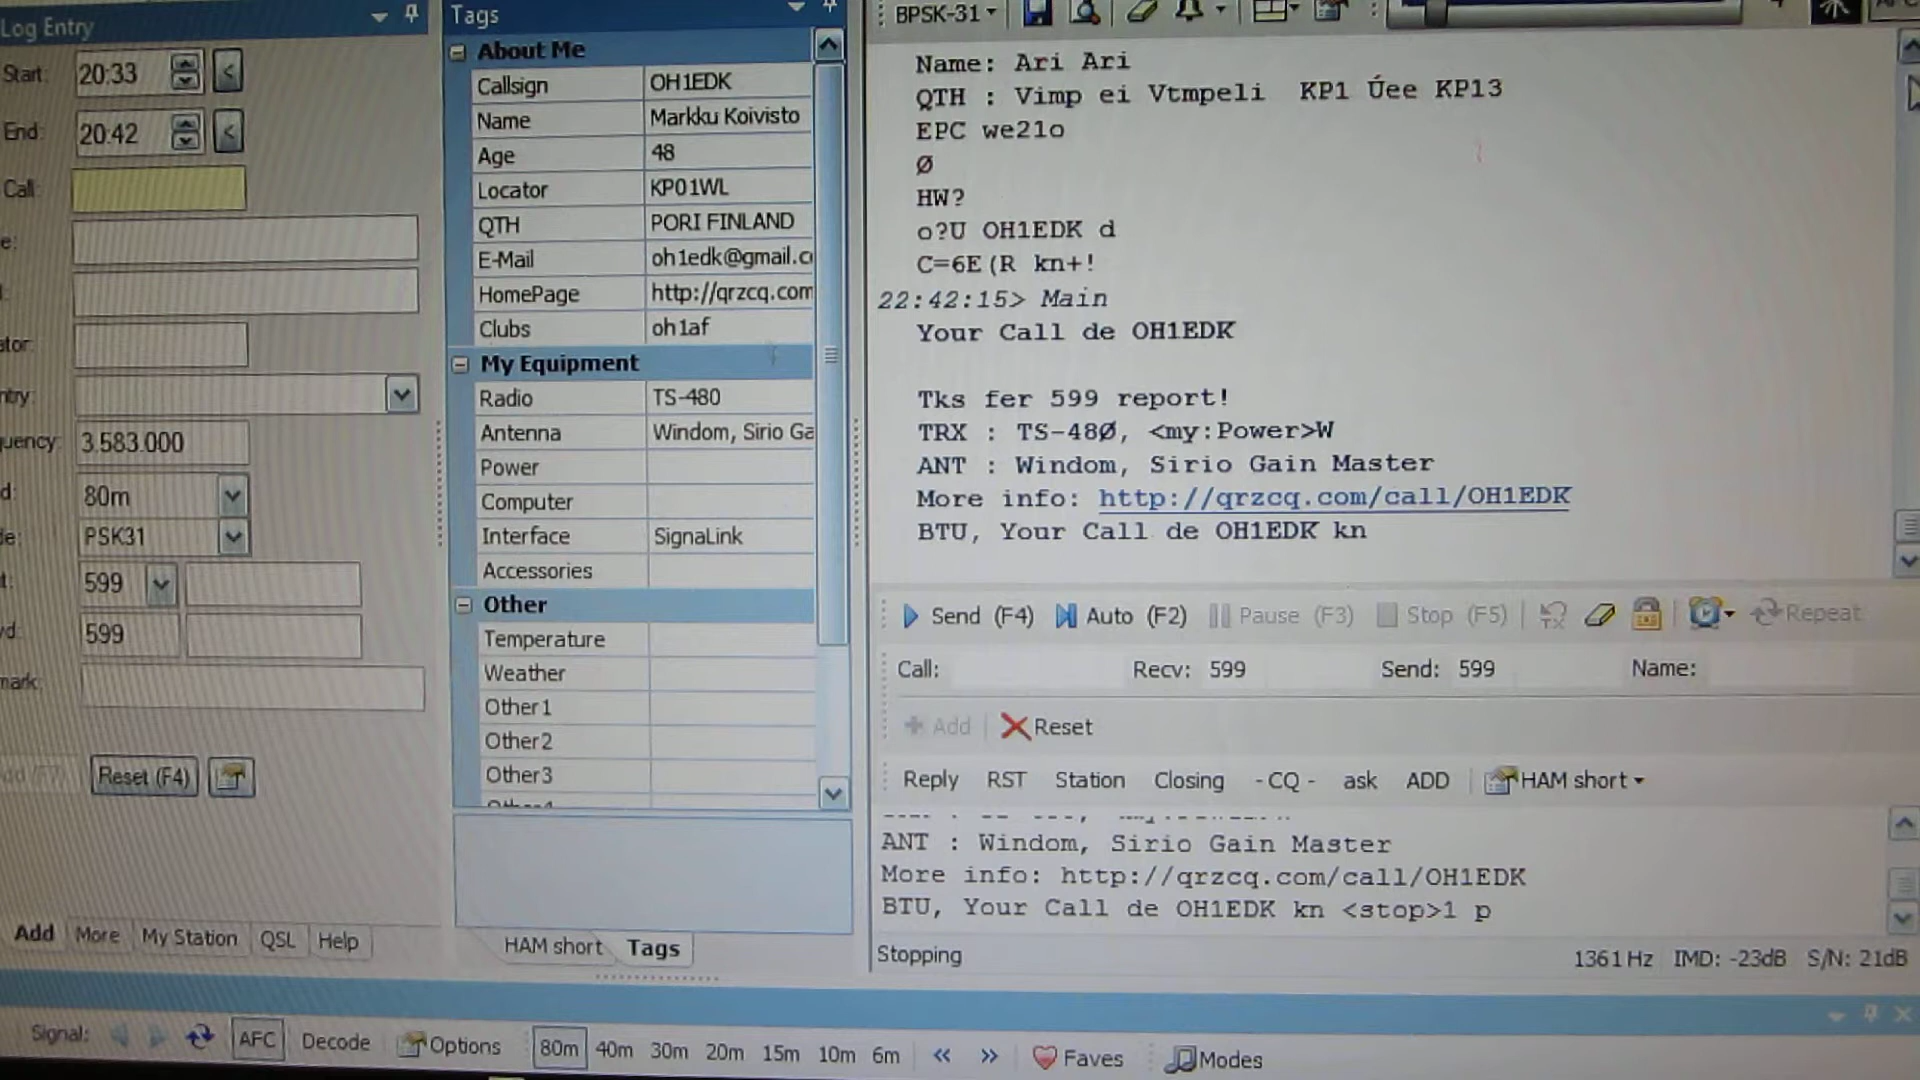 Log Entry
Start: 20:33 <
End: 20:42 <
Call:
e:
ator:
ntry:
uency: 3.583.000
d: 80m
de: PSK31
t: 599
vd: 599
mark:
Reset (F4)
Add More My Station QSL Help
Tags
About Me
Callsign OH1EDK
Name Markku Koivisto
Age 48
Locator KP01WL
QTH PORI FINLAND
E-Mail oh1edk@gmail.c
HomePage http://qrzcq.com
Clubs oh1af
My Equipment
Radio TS-480
Antenna Windom, Sirio Ga
Power
Computer
Interface SignaLink
Accessories
Other
Temperature
Weather
Other1
Other2
Other3
HAM short Tags
BPSK-31
Name: Ari Ari
QTH : Vimp ei Vtmpeli KP1 Úee KP13
EPC we21o
Ø
HW?
o?U OH1EDK d
C=6E(R kn+!
22:42:15> Main
Your Call de OH1EDK
Tks fer 599 report!
TRX : TS-48Ø, <my:Power>W
ANT : Windom, Sirio Gain Master
More info: http://qrzcq.com/call/OH1EDK
BTU, Your Call de OH1EDK kn
Send (F4) Auto (F2) Pause (F3) Stop (F5) TX Repeat
Call: Recv: 599 Send: 599 Name:
Add Reset
Reply RST Station Closing - CQ - ask ADD HAM short
ANT : Windom, Sirio Gain Master
More info: http://qrzcq.com/call/OH1EDK
BTU, Your Call de OH1EDK kn <stop>1 p
Stopping 1361 Hz IMD: -23dB S/N: 21dB
Signal: AFC Decode Options 80m 40m 30m 20m 15m 10m 6m Faves Modes